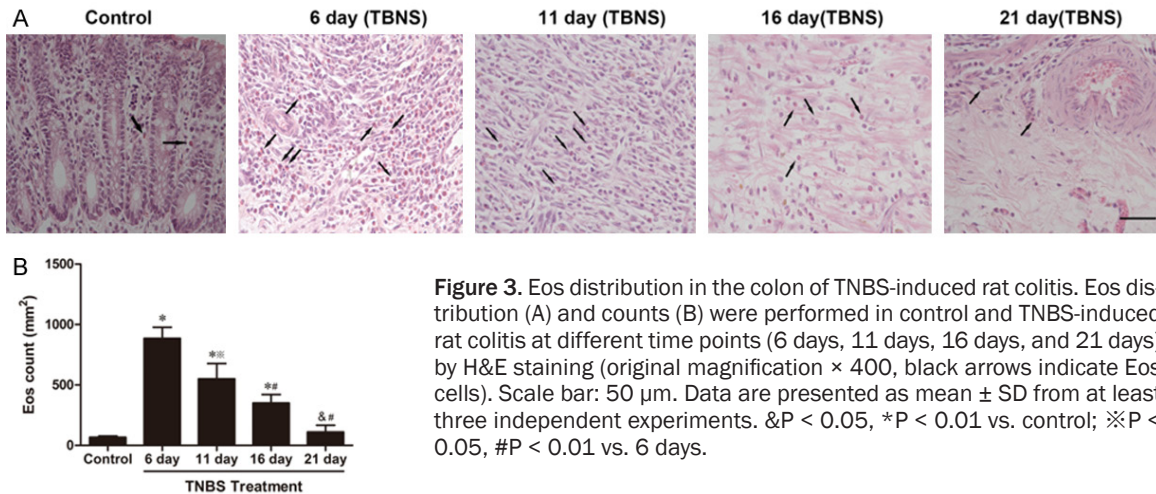 A
Control
6 day (TBNS)
11 day (TBNS)
16 day(TBNS)
21 day(TBNS)
B
1500
1000
500
0
Eos count (mm²)
*
*※
*#
&#
Control
6 day
11 day
16 day
21 day
TNBS Treatment
Figure 3. Eos distribution in the colon of TNBS-induced rat colitis. Eos dis-
tribution (A) and counts (B) were performed in control and TNBS-induced
rat colitis at different time points (6 days, 11 days, 16 days, and 21 days)
by H&E staining (original magnification × 400, black arrows indicate Eos
cells). Scale bar: 50 μm. Data are presented as mean ± SD from at least
three independent experiments. &P < 0.05, *P < 0.01 vs. control; ※P <
0.05, #P < 0.01 vs. 6 days.